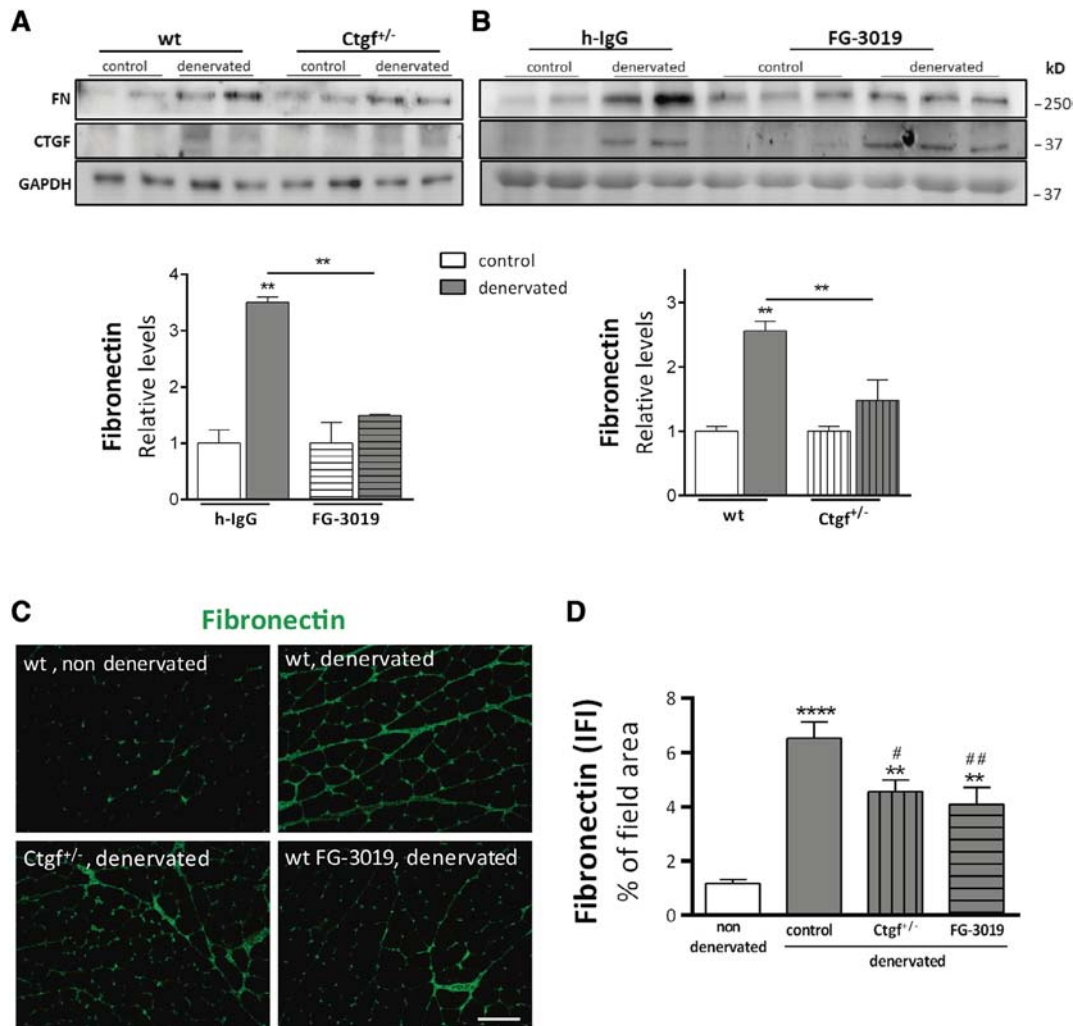 A
wt Ctgf+/-
control denervated control denervated
FN
CTGF
GAPDH
B
h-IgG FG-3019
control denervated control denervated kD
-250
-37
-37
Fibronectin
Relative levels
4
3
2
1
0
**
**
h-IgG FG-3019
control
denervated
Fibronectin
Relative levels
3
2
1
0
**
**
wt Ctgf+/-
C
Fibronectin
wt , non denervated
wt, denervated
Ctgf+/-, denervated
wt FG-3019, denervated
D
Fibronectin (IFI)
% of field area
8
6
4
2
0
****
#
**
##
**
non
denervated
control Ctgf+/- FG-3019
denervated